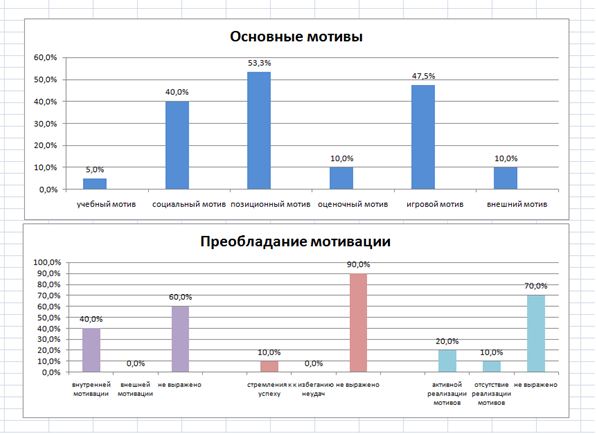 Основные мотивы
60,0%
50,0%
40,0%
30,0%
20,0%
10,0%
0,0%
5,0%
40,0%
53,3%
10,0%
47,5%
10,0%
учебный мотив социальный мотив позиционный мотив оценочный мотив игровой мотив внешний мотив
Преобладание мотивации
100,0%
90,0%
80,0%
70,0%
60,0%
50,0%
40,0%
30,0%
20,0%
10,0%
0,0%
40,0%
0,0%
60,0%
10,0%
0,0%
90,0%
20,0%
10,0%
70,0%
внутренней
мотивации
внешней
мотивации
не выражено
стремления к
успеху
к избеганию
неудач
не выражено
активной
реализации
мотивов
отсутствие
реализации
мотивов
не выражено